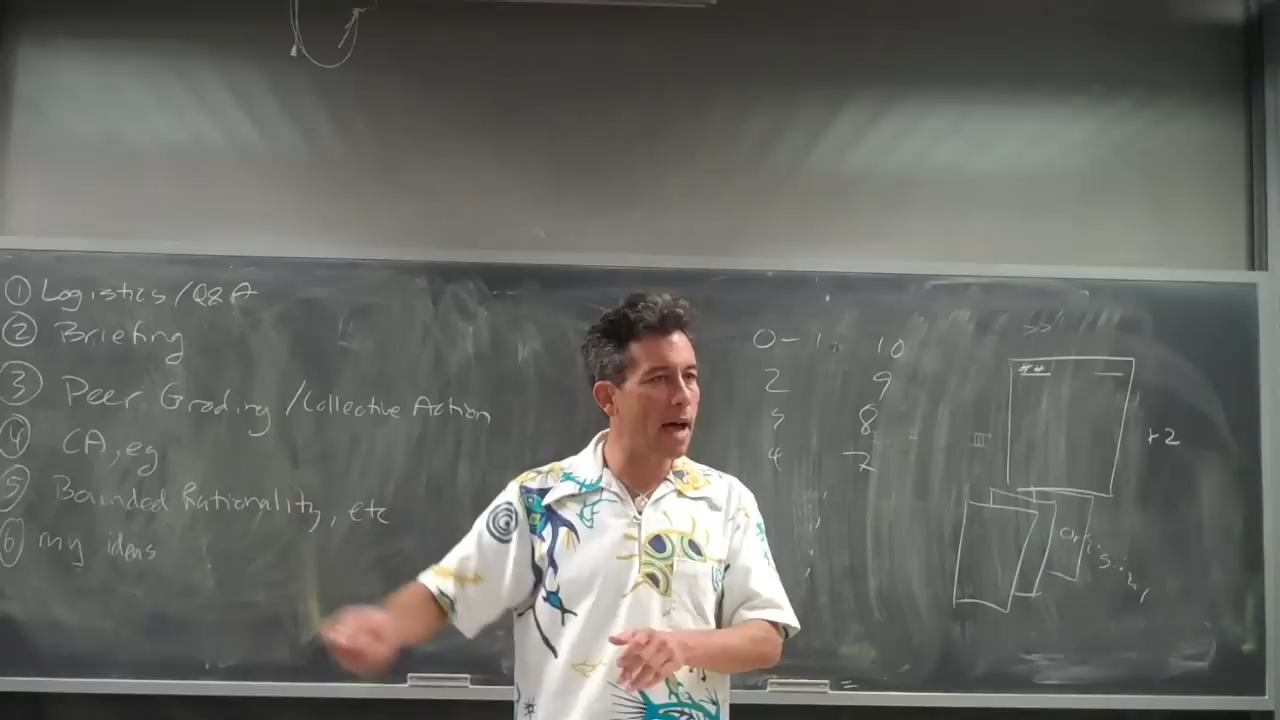 ① Logistics/Q&A
② Briefing
③ Peer Grading/Collective Action
④ CA, eg
⑤ Bounded Rationality, etc
⑥ my ideas
0-1 10
2 9
3 8
4 7
+2